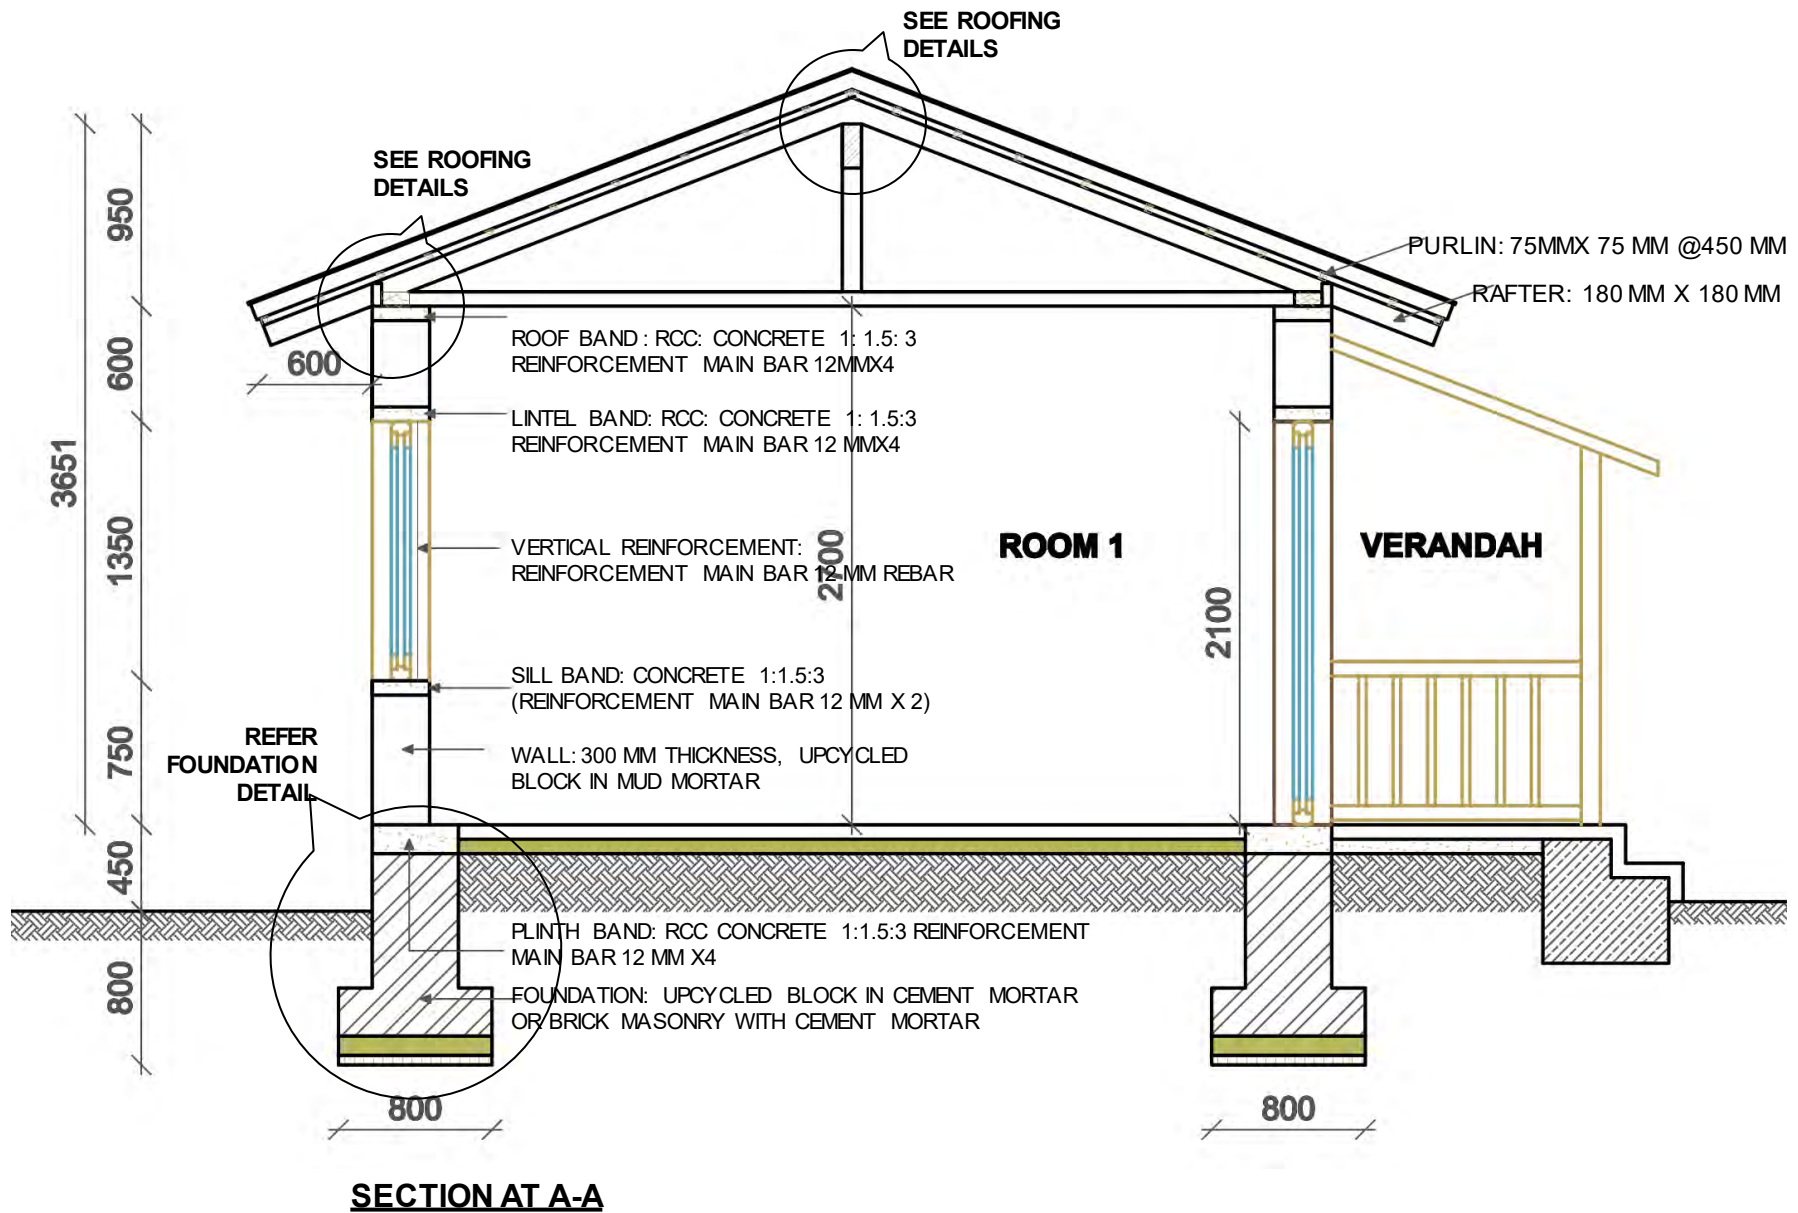 SEE ROOFING
DETAILS
SEE ROOFING
DETAILS
PURLIN: 75MMX 75 MM @450 MM
RAFTER: 180 MM X 180 MM
950
600
1350
750
450
800
3651
600
ROOF BAND : RCC: CONCRETE 1: 1.5: 3
REINFORCEMENT MAIN BAR 12MMX4
LINTEL BAND: RCC: CONCRETE 1: 1.5:3
REINFORCEMENT MAIN BAR 12 MMX4
VERTICAL REINFORCEMENT:
REINFORCEMENT MAIN BAR 12 MM REBAR
2700
ROOM 1
VERANDAH
2100
SILL BAND: CONCRETE 1:1.5:3
(REINFORCEMENT MAIN BAR 12 MM X 2)
WALL: 300 MM THICKNESS, UPCYCLED
BLOCK IN MUD MORTAR
REFER
FOUNDATION
DETAIL
PLINTH BAND: RCC CONCRETE 1:1.5:3 REINFORCEMENT
MAIN BAR 12 MM X4
FOUNDATION: UPCYCLED BLOCK IN CEMENT MORTAR
OR BRICK MASONRY WITH CEMENT MORTAR
800
800
SECTION AT A-A